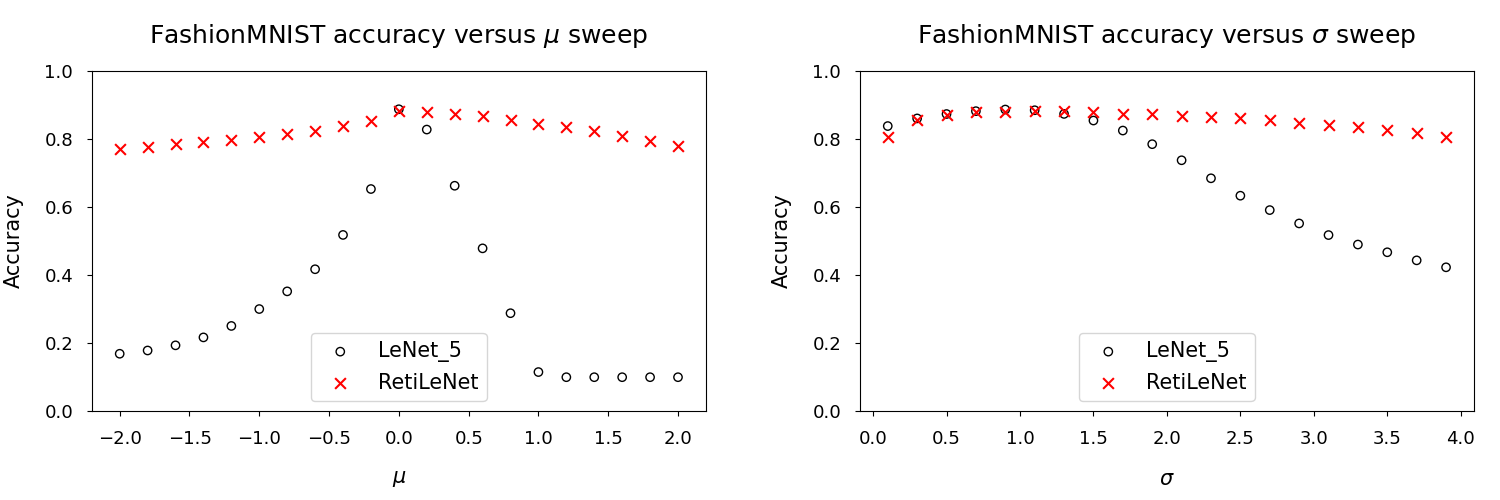 FashionMNIST accuracy versus μ sweep
1.0
0.8
0.6
0.4
0.2
0.0
Accuracy
LeNet_5
RetiLeNet
−2.0 −1.5 −1.0 −0.5 0.0 0.5 1.0 1.5 2.0
μ
FashionMNIST accuracy versus σ sweep
1.0
0.8
0.6
0.4
0.2
0.0
Accuracy
LeNet_5
RetiLeNet
0.0 0.5 1.0 1.5 2.0 2.5 3.0 3.5 4.0
σ